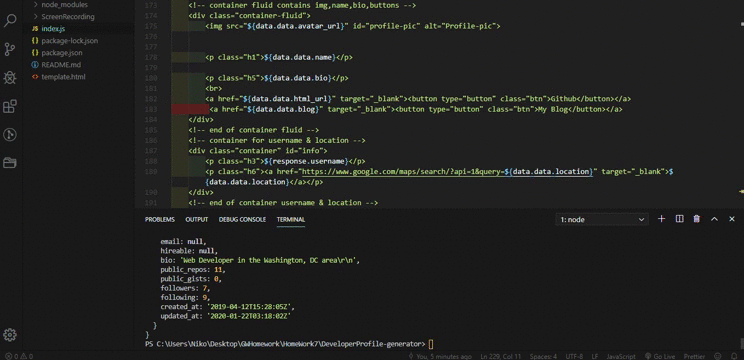 node_modules
ScreenRecording
JS index.js
package-lock.json
package.json
README.md
template.html
173 <!-- container fluid contains img,name,bio,buttons -->
174 <div class="container-fluid">
175 <img src="${data.data.avatar_url}" id="profile-pic" alt="Profile-pic">
176
177
178 <p class="h1">${data.data.name}</p>
179
180 <p class="h5">${data.data.bio}</p>
181 <br>
182 <a href="${data.data.html_url}" target="_blank"><button type="button" class="btn">Github</button></a>
183 <a href="${data.data.blog}" target="_blank"><button type="button" class="btn">My Blog</button></a>
184 </div>
185 <!-- end of container fluid -->
186 <!-- container for username & location -->
187 <div class="container" id="info">
188 <p class="h3">${response.username}</p>
189 <p class="h6"><a href="https://www.google.com/maps/search/?api=1&query=${data.data.location}" target="_blank">$
{data.data.location}</a></p>
190 </div>
191 <!-- end of container username & location -->
PROBLEMS OUTPUT DEBUG CONSOLE TERMINAL 1: node
email: null,
hireable: null,
bio: 'Web Developer in the Washington, DC area\r\n',
public_repos: 11,
public_gists: 0,
followers: 7,
following: 9,
created_at: '2019-04-12T15:28:05Z',
updated_at: '2020-01-22T03:18:02Z'
}
}
PS C:\Users\Niko\Desktop\GWHomework\HomeWork7\DeveloperProfile-generator>
0 0 You, 5 minutes ago Ln 229, Col 11 Spaces: 4 UTF-8 LF JavaScript Go Live Prettier